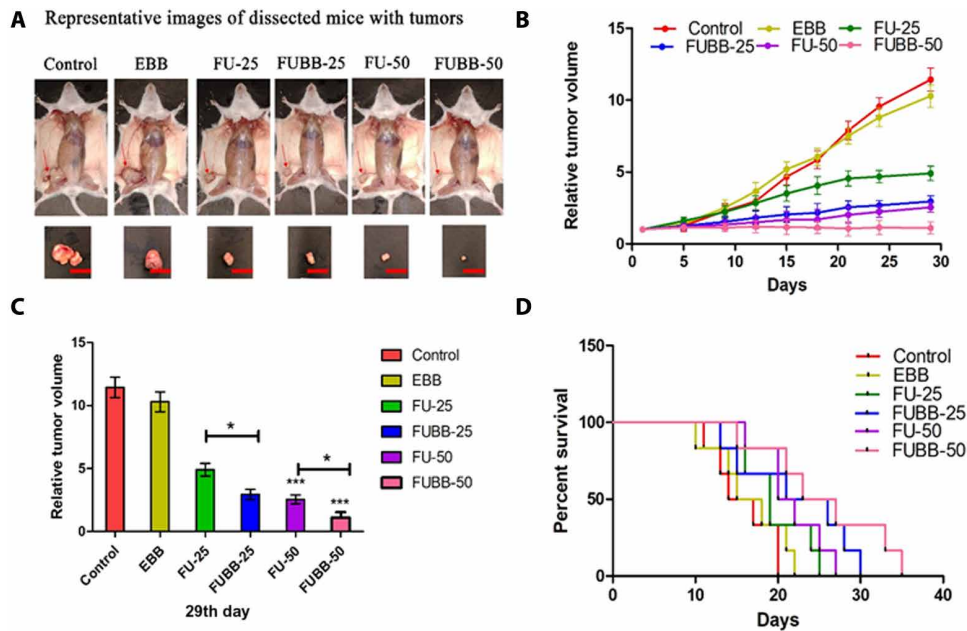 A
Representative images of dissected mice with tumors
Control EBB FU-25 FUBB-25 FU-50 FUBB-50
B
Control EBB FU-25
FUBB-25 FU-50 FUBB-50
Relative tumor volume
15
10
5
0
0 5 10 15 20 25 30
Days
C
Relative tumor volume
15
10
5
0
* *
*** ***
Control EBB FU-25 FUBB-25 FU-50 FUBB-50
29th day
Control
EBB
FU-25
FUBB-25
FU-50
FUBB-50
D
Percent survival
150
100
50
0
0 10 20 30 40
Days
Control
EBB
FU-25
FUBB-25
FU-50
FUBB-50